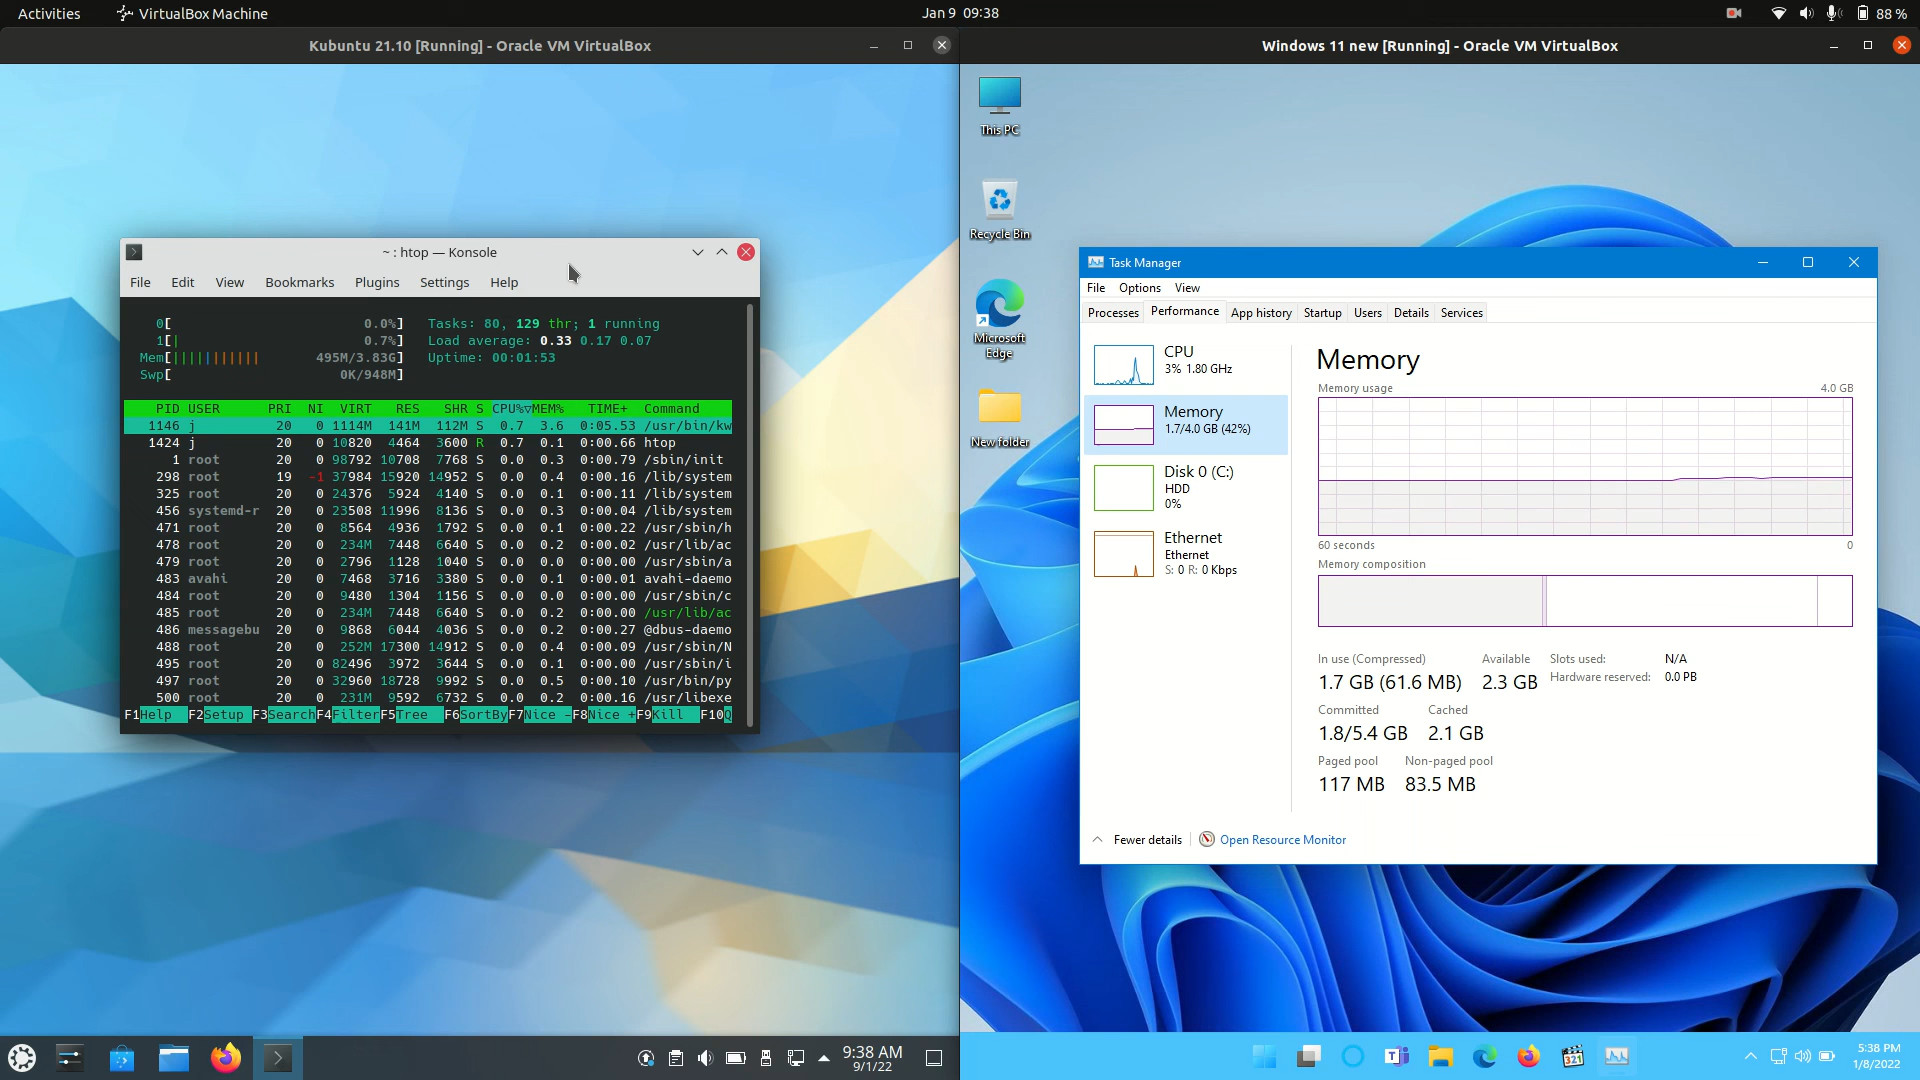 Activities
VirtualBox Machine
Jan 9 09:38
88 %
Kubuntu 21.10 [Running] - Oracle VM VirtualBox
~ : htop — Konsole
File Edit View Bookmarks Plugins Settings Help
0[ 0.0%] Tasks: 80, 129 thr; 1 running
1[| 0.7%] Load average: 0.33 0.17 0.07
Mem[||||||||||| 495M/3.83G] Uptime: 00:01:53
Swp[ 0K/948M]
PID USER PRI NI VIRT RES SHR S CPU%▽MEM% TIME+ Command
1146 j 20 0 1114M 141M 112M S 0.7 3.6 0:05.53 /usr/bin/kw
1424 j 20 0 10820 4464 3600 R 0.7 0.1 0:00.66 htop
1 root 20 0 98792 10708 7768 S 0.0 0.3 0:00.79 /sbin/init
298 root 19 -1 37984 15920 14952 S 0.0 0.4 0:00.16 /lib/system
325 root 20 0 24376 5924 4140 S 0.0 0.1 0:00.11 /lib/system
456 systemd-r 20 0 23508 11996 8136 S 0.0 0.3 0:00.04 /lib/system
471 root 20 0 8564 4936 1792 S 0.0 0.1 0:00.22 /usr/sbin/h
478 root 20 0 234M 7448 6640 S 0.0 0.2 0:00.02 /usr/lib/ac
479 root 20 0 2796 1128 1040 S 0.0 0.0 0:00.00 /usr/sbin/a
483 avahi 20 0 7468 3716 3380 S 0.0 0.1 0:00.01 avahi-daemo
484 root 20 0 9480 1304 1156 S 0.0 0.0 0:00.00 /usr/sbin/c
485 root 20 0 234M 7448 6640 S 0.0 0.2 0:00.00 /usr/lib/ac
486 messagebu 20 0 9868 6044 4036 S 0.0 0.2 0:00.27 @dbus-daemo
488 root 20 0 252M 17300 14912 S 0.0 0.4 0:00.09 /usr/sbin/N
495 root 20 0 82496 3972 3644 S 0.0 0.1 0:00.00 /usr/sbin/i
497 root 20 0 32960 18728 9992 S 0.0 0.5 0:00.10 /usr/bin/py
500 root 20 0 231M 9592 6732 S 0.0 0.2 0:00.16 /usr/libexe
F1Help F2Setup F3SearchF4FilterF5Tree F6SortByF7Nice -F8Nice +F9Kill F10Q
9:38 AM
9/1/22
Windows 11 new [Running] - Oracle VM VirtualBox
This PC
Recycle Bin
Microsoft
Edge
New folder
Task Manager
File Options View
Processes Performance App history Startup Users Details Services
CPU
3% 1.80 GHz
Memory
1.7/4.0 GB (42%)
Disk 0 (C:)
HDD
0%
Ethernet
Ethernet
S: 0 R: 0 Kbps
Memory
Memory usage 4.0 GB
60 seconds 0
Memory composition
In use (Compressed) Available Slots used: N/A
1.7 GB (61.6 MB) 2.3 GB Hardware reserved: 0.0 PB
Committed Cached
1.8/5.4 GB 2.1 GB
Paged pool Non-paged pool
117 MB 83.5 MB
Fewer details Open Resource Monitor
321
5:38 PM
1/8/2022